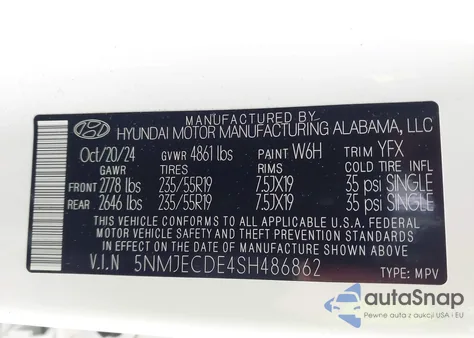 MANUFACTURED BY
HYUNDAI MOTOR MANUFACTURING ALABAMA, LLC
Oct/20/24 GVWR 4861 lbs PAINT W6H TRIM YFX
GAWR TIRES RIMS COLD TIRE INFL
FRONT 2778 lbs 235/55R19 7.5JX19 35 psi SINGLE
REAR 2646 lbs 235/55R19 7.5JX19 35 psi SINGLE
THIS VEHICLE CONFORMS TO ALL APPLICABLE U.S.A. FEDERAL
MOTOR VEHICLE SAFETY AND THEFT PREVENTION STANDARDS
IN EFFECT ON THE DATE OF MANUFACTURE SHOWN ABOVE.
V.I.N 5NMJECDE4SH486862 TYPE: MPV
autoSnap
Pewne auta z aukcji USA i EU